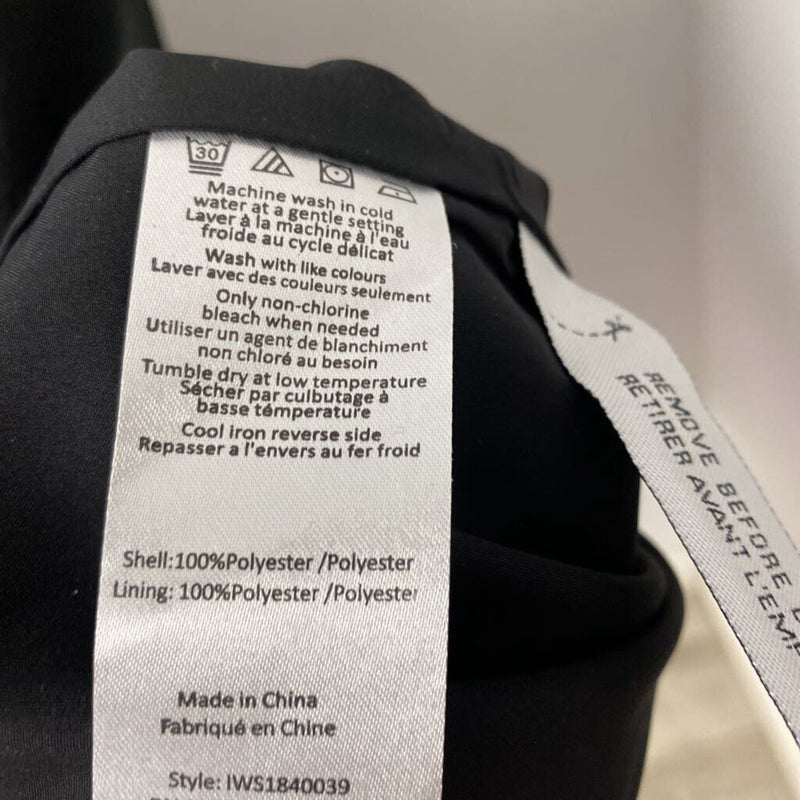 30
Machine wash in cold
water at a gentle setting
Laver à la machine à l'eau
froide au cycle délicat
Wash with like colours
Laver avec des couleurs seulement
Only non-chlorine
bleach when needed
Utiliser un agent de blanchiment
non chloré au besoin
Tumble dry at low temperature
Sécher par culbutage à
basse température
Cool iron reverse side
Repasser a l'envers au fer froid
Shell:100%Polyester /Polyester
Lining: 100%Polyester /Polyester
Made in China
Fabriqué en Chine
Style: IWS1840039
REMOVE BEFORE
RETIRER AVANT L'EM